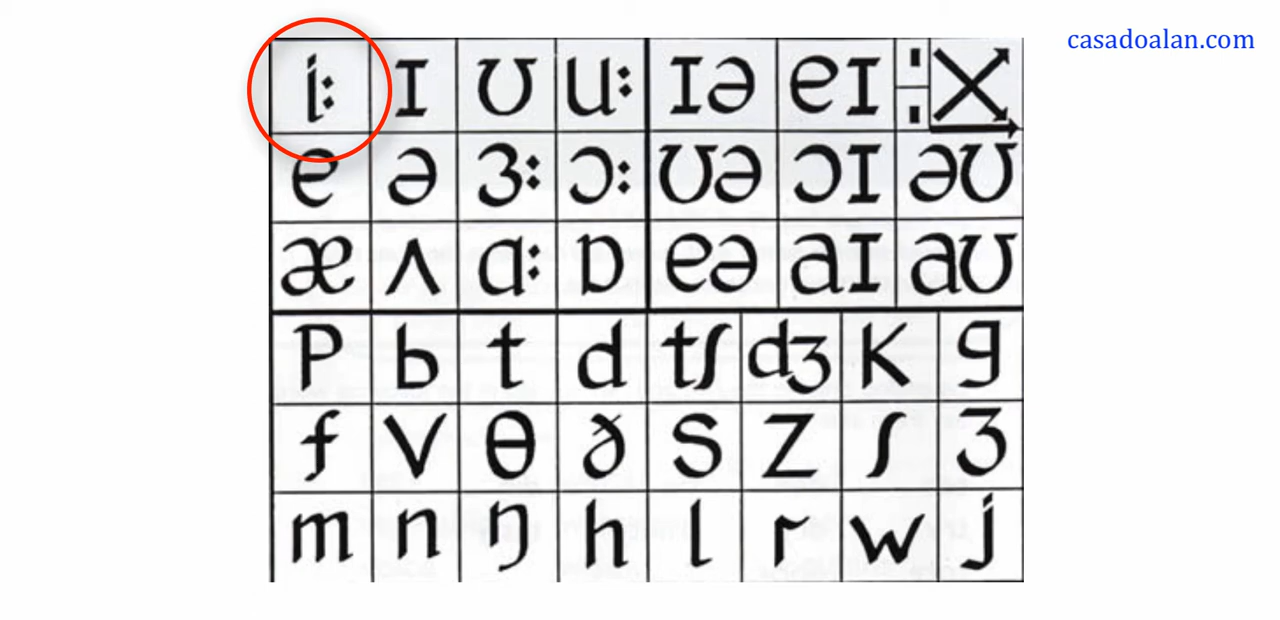 casadoalan.com
iː ɪ ʊ uː ɪə eɪ
e ə ɜː ɔː ʊə ɔɪ əʊ
æ ʌ ɑː ɒ eə aɪ aʊ
p b t d tʃ dʒ k g
f v θ ð s z ʃ ʒ
m n ŋ h l r w j